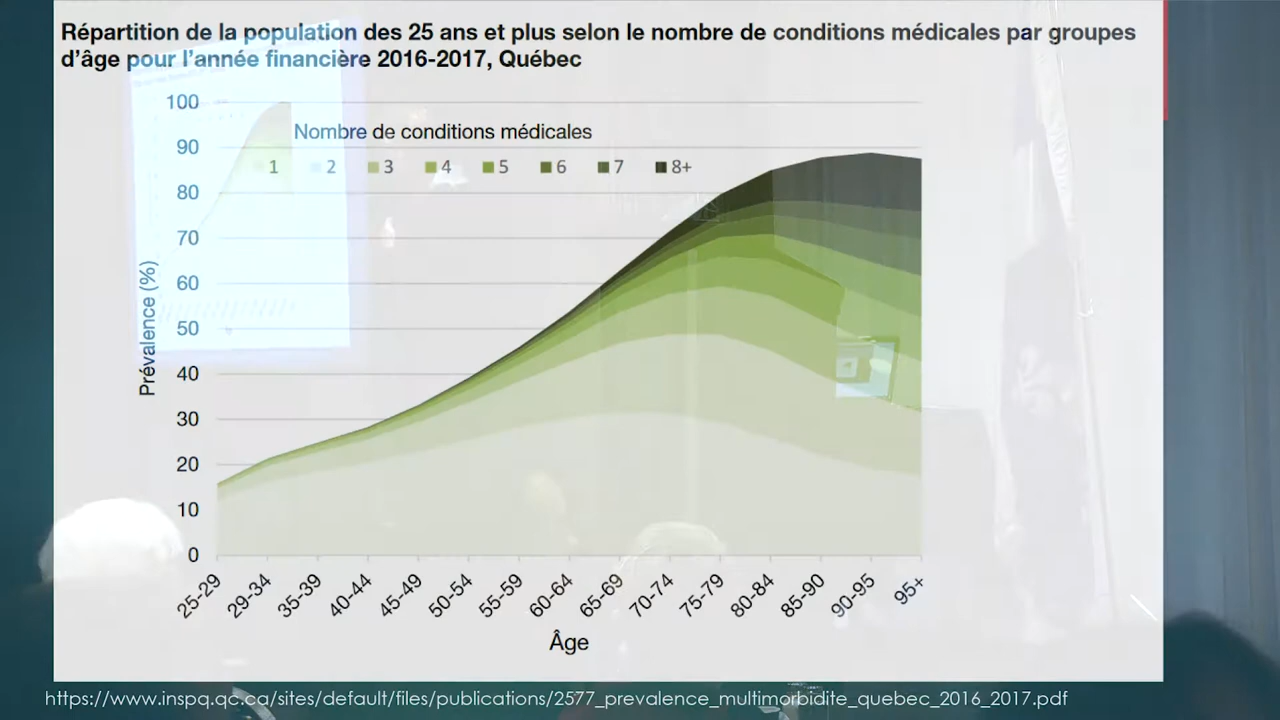 Répartition de la population des 25 ans et plus selon le nombre de conditions médicales par groupes
d'âge pour l'année financière 2016-2017, Québec
Nombre de conditions médicales
1 2 3 4 5 6 7 8+
Prévalence (%)
100
90
80
70
60
50
40
30
20
10
0
25-29 29-34 35-39 40-44 45-49 50-54 55-59 60-64 65-69 70-74 75-79 80-84 85-90 90-95 95+
Âge
https://www.inspq.qc.ca/sites/default/files/publications/2577_prevalence_multimorbidite_quebec_2016_2017.pdf